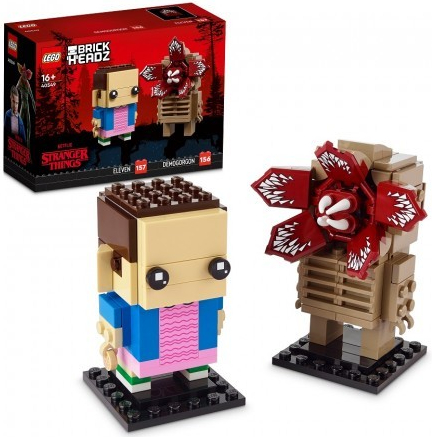 LEGO
BRICK
HEADZ
16+
40549
NETFLIX
STRANGER
THINGS
ELEVEN 157
DEMOGORGON 156